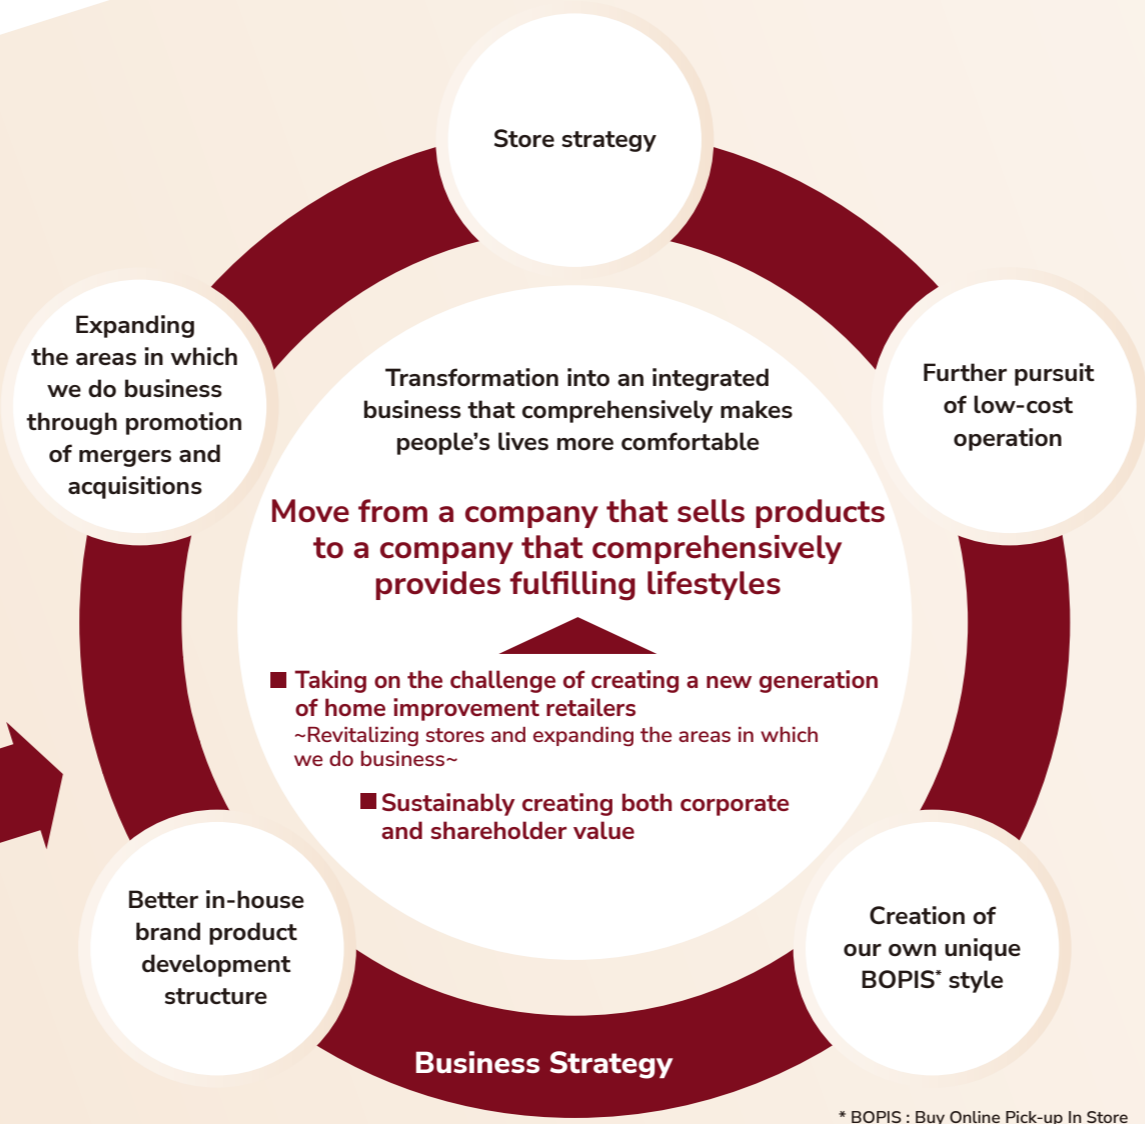 Store strategy
Expanding
the areas in which
we do business
through promotion
of mergers and
acquisitions
Further pursuit
of low-cost
operation
Transformation into an integrated
business that comprehensively makes
people’s lives more comfortable
Move from a company that sells products
to a company that comprehensively
provides fulfilling lifestyles
■ Taking on the challenge of creating a new generation
of home improvement retailers
~Revitalizing stores and expanding the areas in which
we do business~
■ Sustainably creating both corporate
and shareholder value
Better in-house
brand product
development
structure
Creation of
our own unique
BOPIS* style
Business Strategy
* BOPIS : Buy Online Pick-up In Store